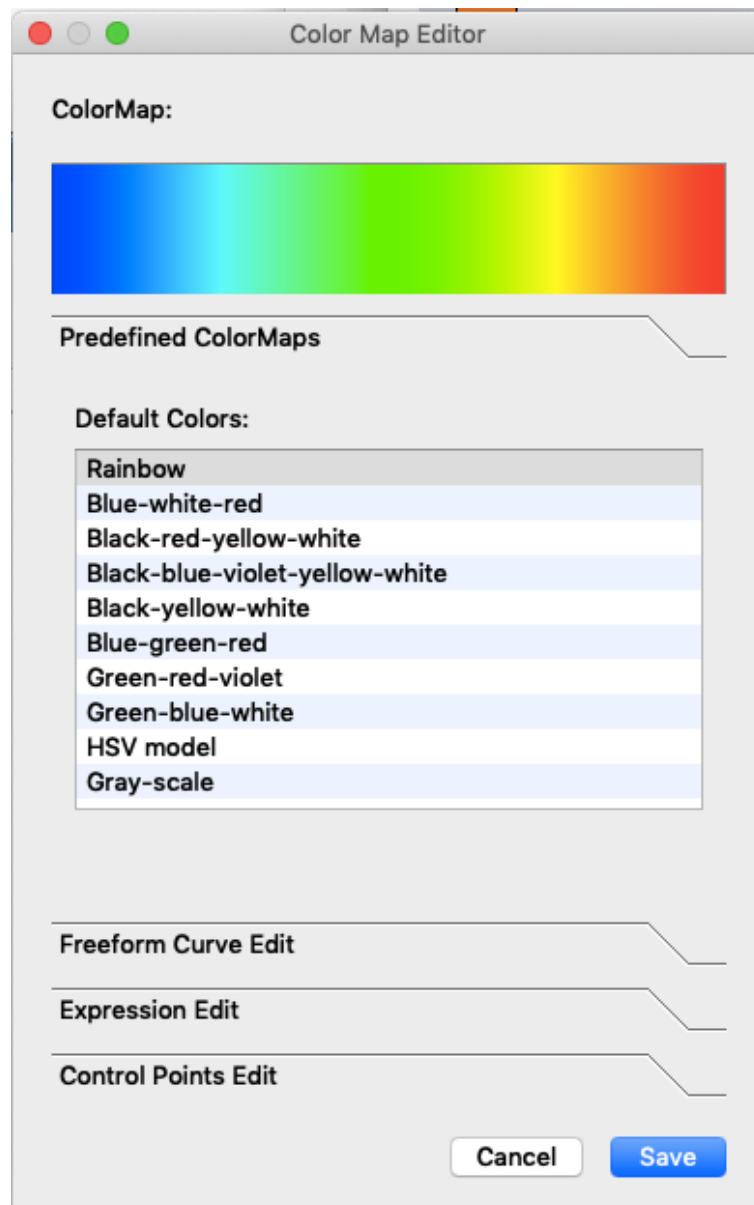 Color Map Editor
ColorMap:
Predefined ColorMaps
Default Colors:
Rainbow
Blue-white-red
Black-red-yellow-white
Black-blue-violet-yellow-white
Black-yellow-white
Blue-green-red
Green-red-violet
Green-blue-white
HSV model
Gray-scale
Freeform Curve Edit
Expression Edit
Control Points Edit
Cancel Save